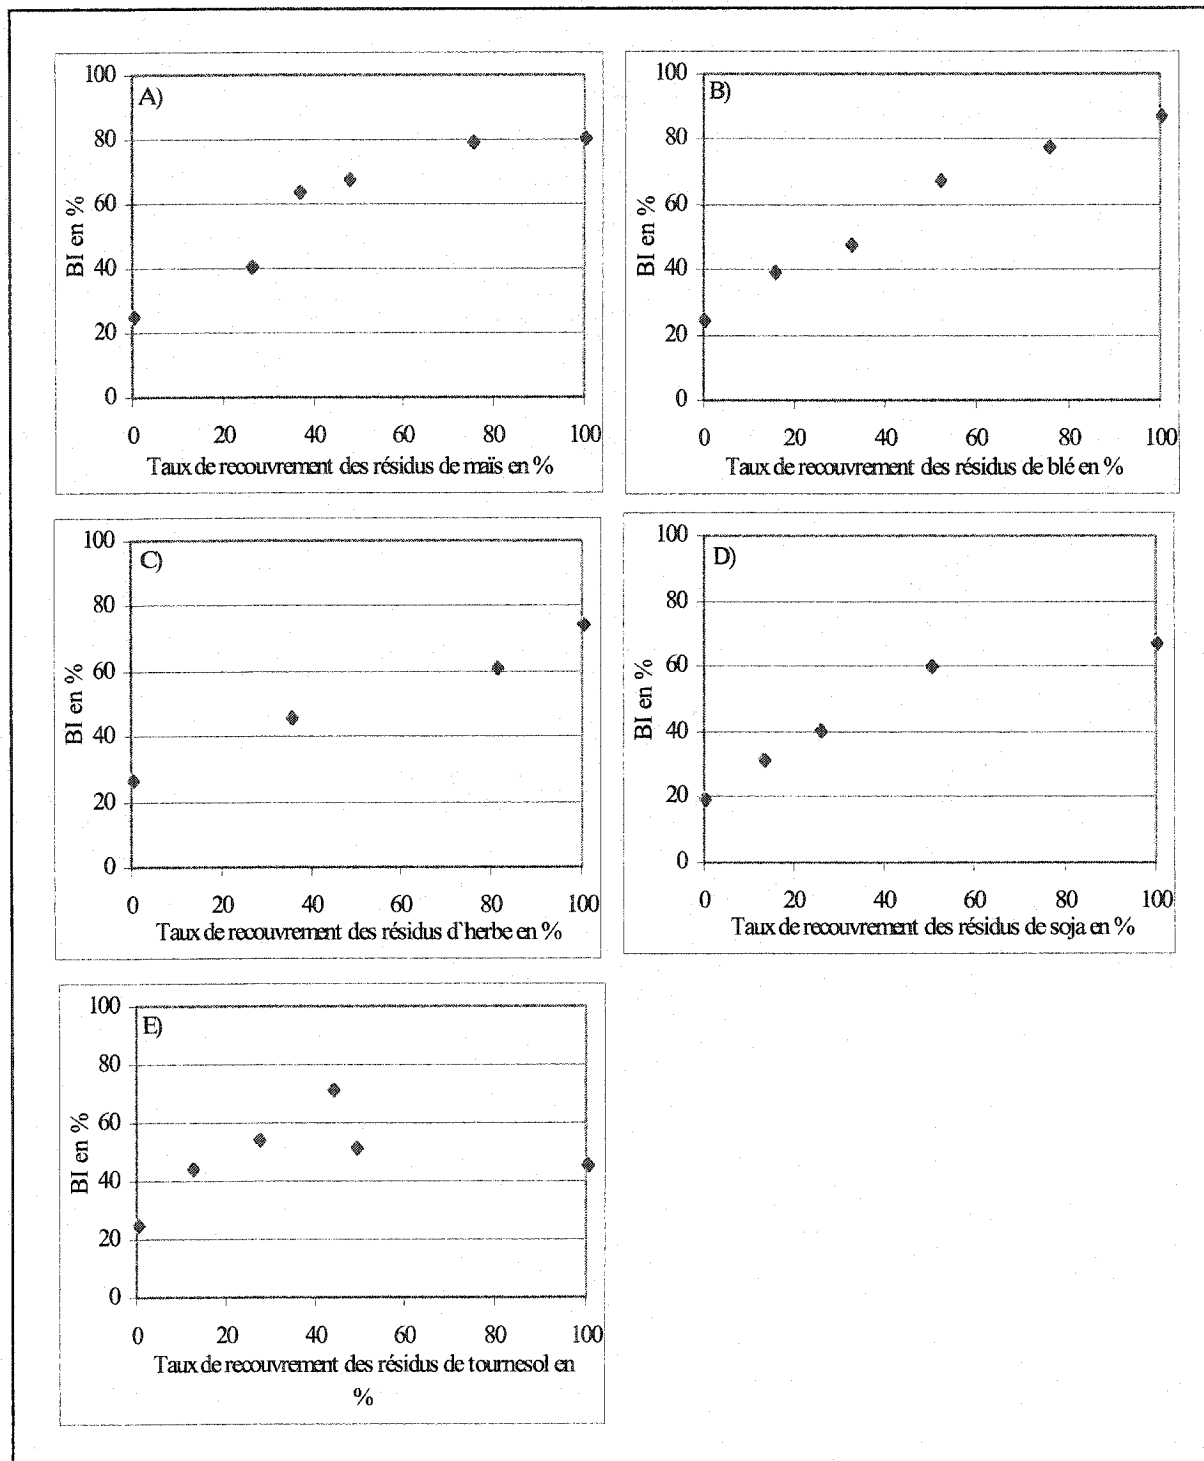 A)
BI en %
100
80
60
40
20
0
0 20 40 60 80 100
Taux de recouvrement des résidus de maïs en %
B)
BI en %
100
80
60
40
20
0
0 20 40 60 80 100
Taux de recouvrement des résidus de blé en %
C)
BI en %
100
80
60
40
20
0
0 20 40 60 80 100
Taux de recouvrement des résidus d`herbe en %
D)
BI en %
100
80
60
40
20
0
0 20 40 60 80 100
Taux de recouvrement des résidus de soja en %
E)
BI en %
100
80
60
40
20
0
0 20 40 60 80 100
Taux de recouvrement des résidus de tournesol en
%